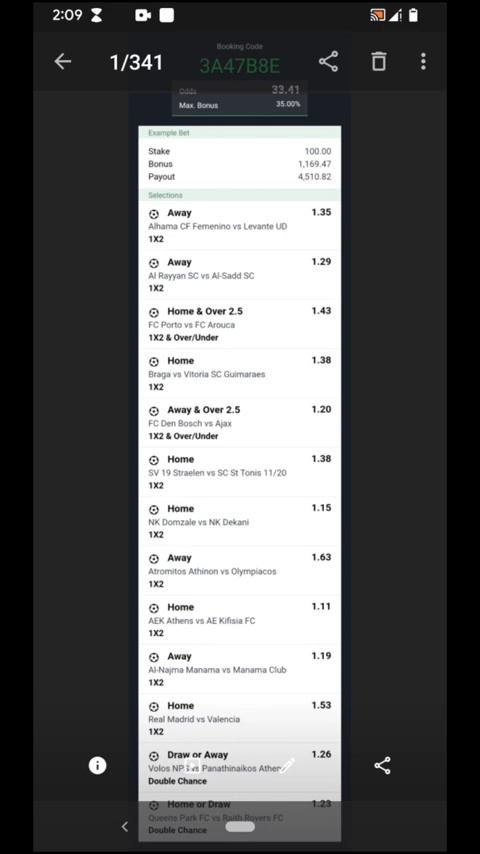 2:09
1/341
Booking Code
3A47B8E
Odds 33.41
Max. Bonus 35.00%
Example Bet
Stake 100.00
Bonus 1,169.47
Payout 4,510.82
Selections
Away 1.35
Alhama CF Femenino vs Levante UD
1X2
Away 1.29
Al Rayyan SC vs Al-Sadd SC
1X2
Home & Over 2.5 1.43
FC Porto vs FC Arouca
1X2 & Over/Under
Home 1.38
Braga vs Vitoria SC Guimaraes
1X2
Away & Over 2.5 1.20
FC Den Bosch vs Ajax
1X2 & Over/Under
Home 1.38
SV 19 Straelen vs SC St Tonis 11/20
1X2
Home 1.15
NK Domzale vs NK Dekani
1X2
Away 1.63
Atromitos Athinon vs Olympiacos
1X2
Home 1.11
AEK Athens vs AE Kifisia FC
1X2
Away 1.19
Al-Najma Manama vs Manama Club
1X2
Home 1.53
Real Madrid vs Valencia
1X2
Draw or Away 1.26
Volos vs Panathinaikos
Double Chance
Home or Draw 1.23
Queens Park FC vs Raith Rovers FC
Double Chance